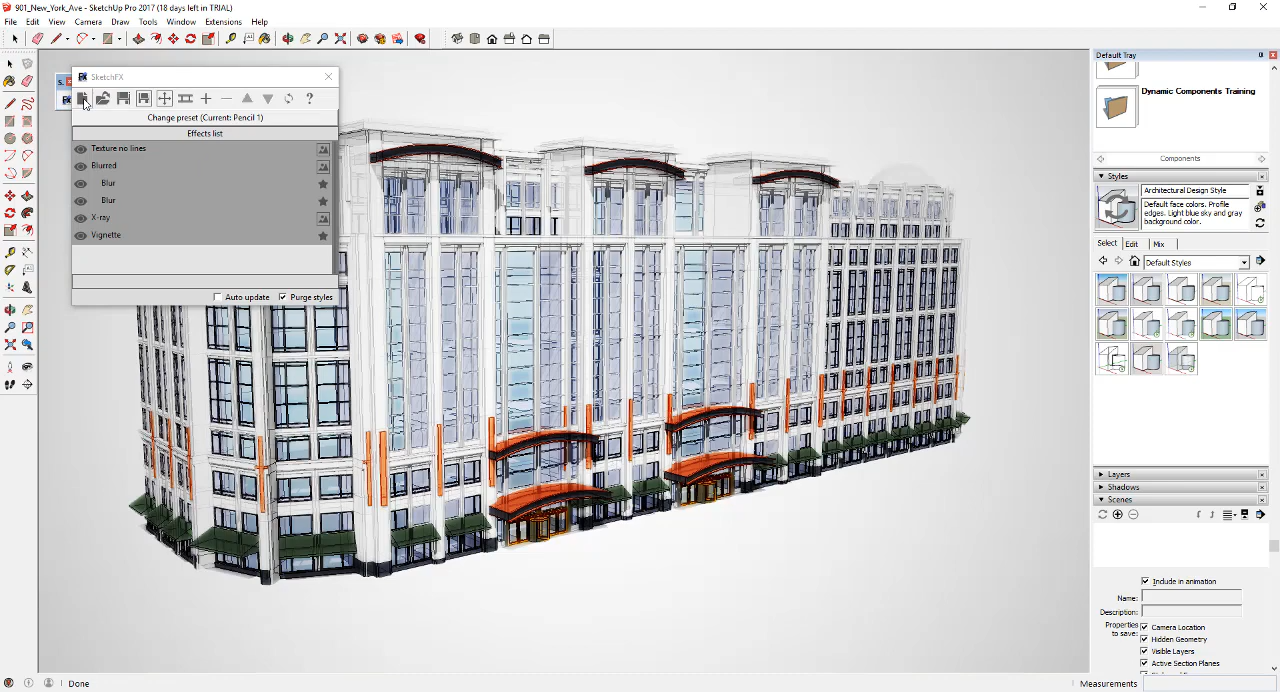 901_New_York_Ave - SketchUp Pro 2017 (18 days left in TRIAL)
File Edit View Camera Draw Tools Window Extensions Help
S.
SketchFX
Change preset (Current: Pencil 1)
Effects list
Texture no lines
Blurred
Blur
Blur
X-ray
Vignette
Auto update
Purge styles
Default Tray
Dynamic Components Training
Components
Styles
Architectural Design Style
Default face colors. Profile
edges. Light blue sky and gray
background color.
Select Edit Mix
Default Styles
Layers
Shadows
Scenes
Include in animation
Name:
Description:
Properties
to save:
Camera Location
Hidden Geometry
Visible Layers
Active Section Planes
Done
Measurements